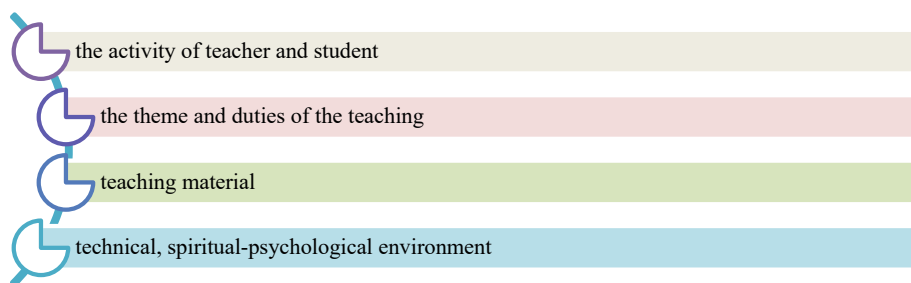 the activity of teacher and student
the theme and duties of the teaching
teaching material
technical, spiritual-psychological environment